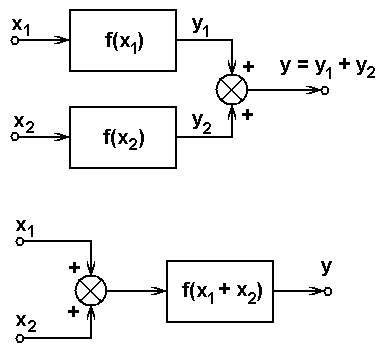 x₁
f(x₁)
y₁
+
y = y₁ + y₂
x₂
f(x₂)
y₂
+
x₁
+
f(x₁ + x₂)
y
+
x₂